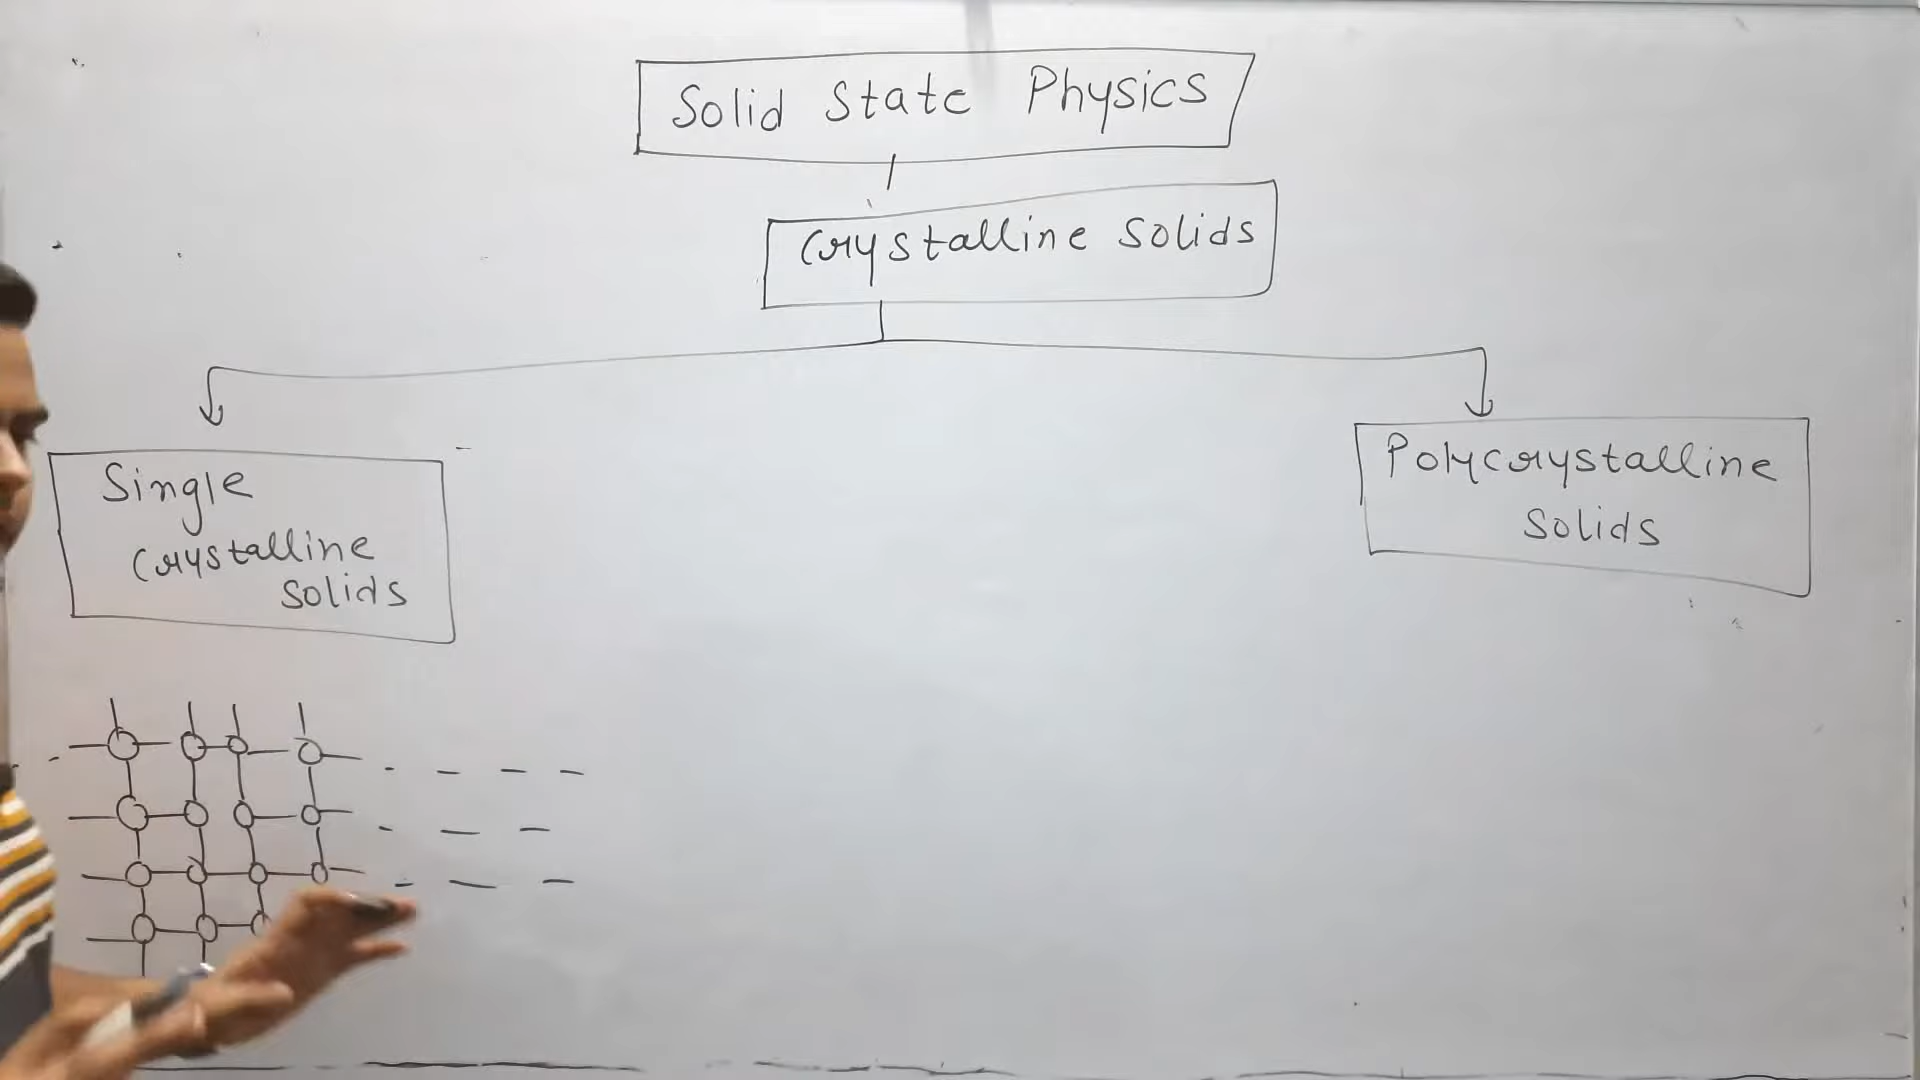 Solid State Physics
Crystalline Solids
Single
Crystalline
Solids
Polycrystalline
Solids